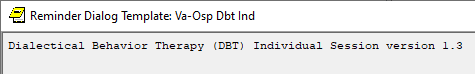 Reminder Dialog Template: Va-Osp Dbt Ind
Dialectical Behavior Therapy (DBT) Individual Session version 1.3